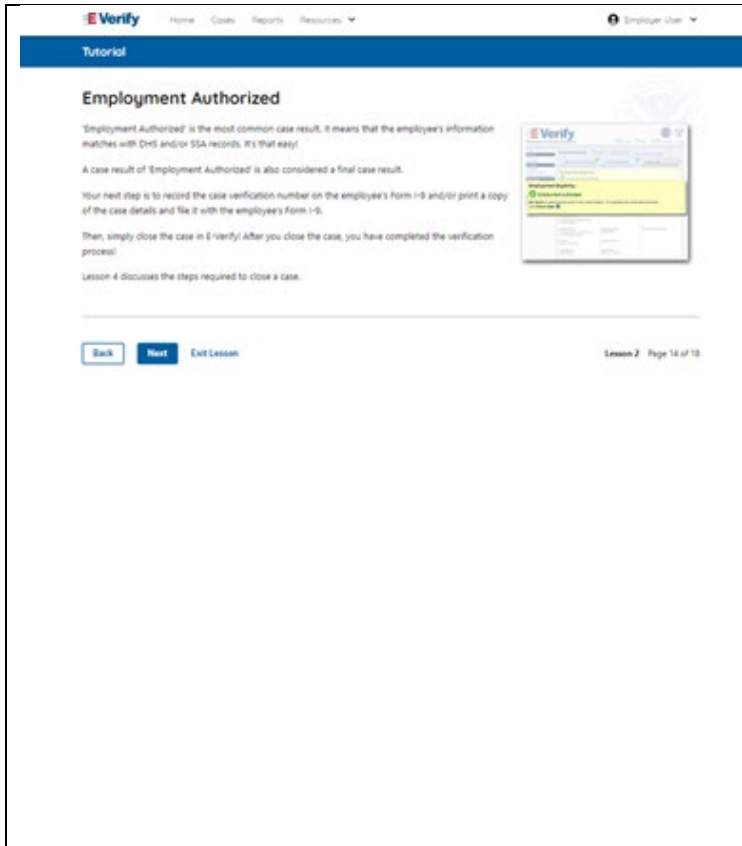 E Verify Home Cases Reports Resources Employer User
Tutorial
Employment Authorized
'Employment Authorized' is the most common case result. It means that the employee's information
matches with DHS and/or SSA records. It's that easy!
A case result of 'Employment Authorized' is also considered a final case result.
Your next step is to record the case verification number on the employee's Form I-9 and/or print a copy
of the case details and file it with the employee's Form I-9.
Then, simply close the case in E-Verify! After you close the case, you have completed the verification
process!
Lesson 4 discusses the steps required to close a case.
E Verify
Employment Eligibility
Employment Authorized
Back Next Exit Lesson Lesson 2 Page 14 of 18